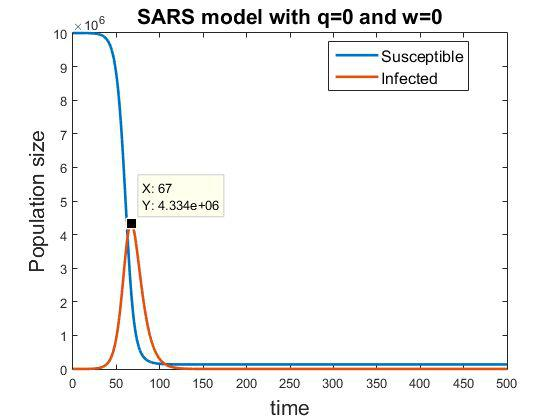 SARS model with q=0 and w=0
×10^6
10
9
8
7
6
5
4
3
2
1
0
Population size
Susceptible
Infected
X: 67
Y: 4.334e+06
0 50 100 150 200 250 300 350 400 450 500
time